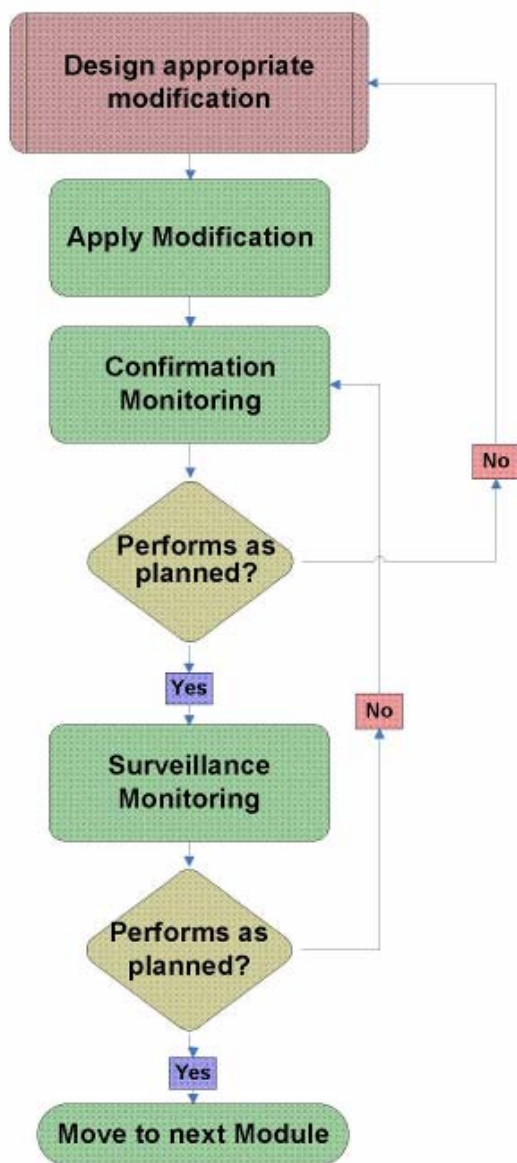 Design appropriate
modification
Apply Modification
Confirmation
Monitoring
No
Performs as
planned?
Yes
No
Surveillance
Monitoring
Performs as
planned?
Yes
Move to next Module